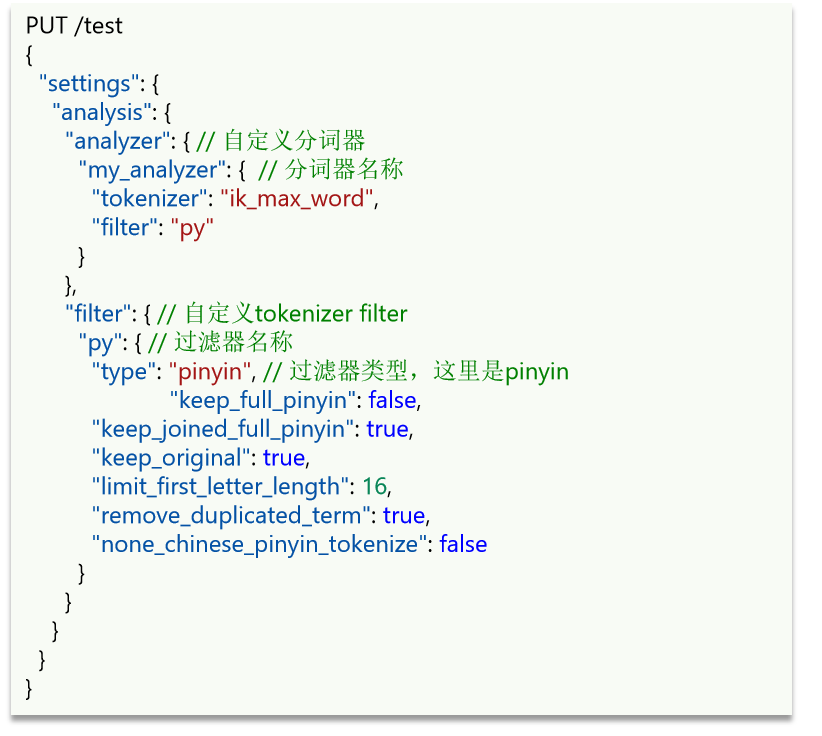 PUT /test
{
  "settings": {
    "analysis": {
      "analyzer": { // 自定义分词器
        "my_analyzer": {  // 分词器名称
          "tokenizer": "ik_max_word",
          "filter": "py"
        }
      },
      "filter": { // 自定义tokenizer filter
        "py": { // 过滤器名称
          "type": "pinyin", // 过滤器类型，这里是pinyin
                    "keep_full_pinyin": false,
          "keep_joined_full_pinyin": true,
          "keep_original": true,
          "limit_first_letter_length": 16,
          "remove_duplicated_term": true,
          "none_chinese_pinyin_tokenize": false
        }
      }
    }
  }
}